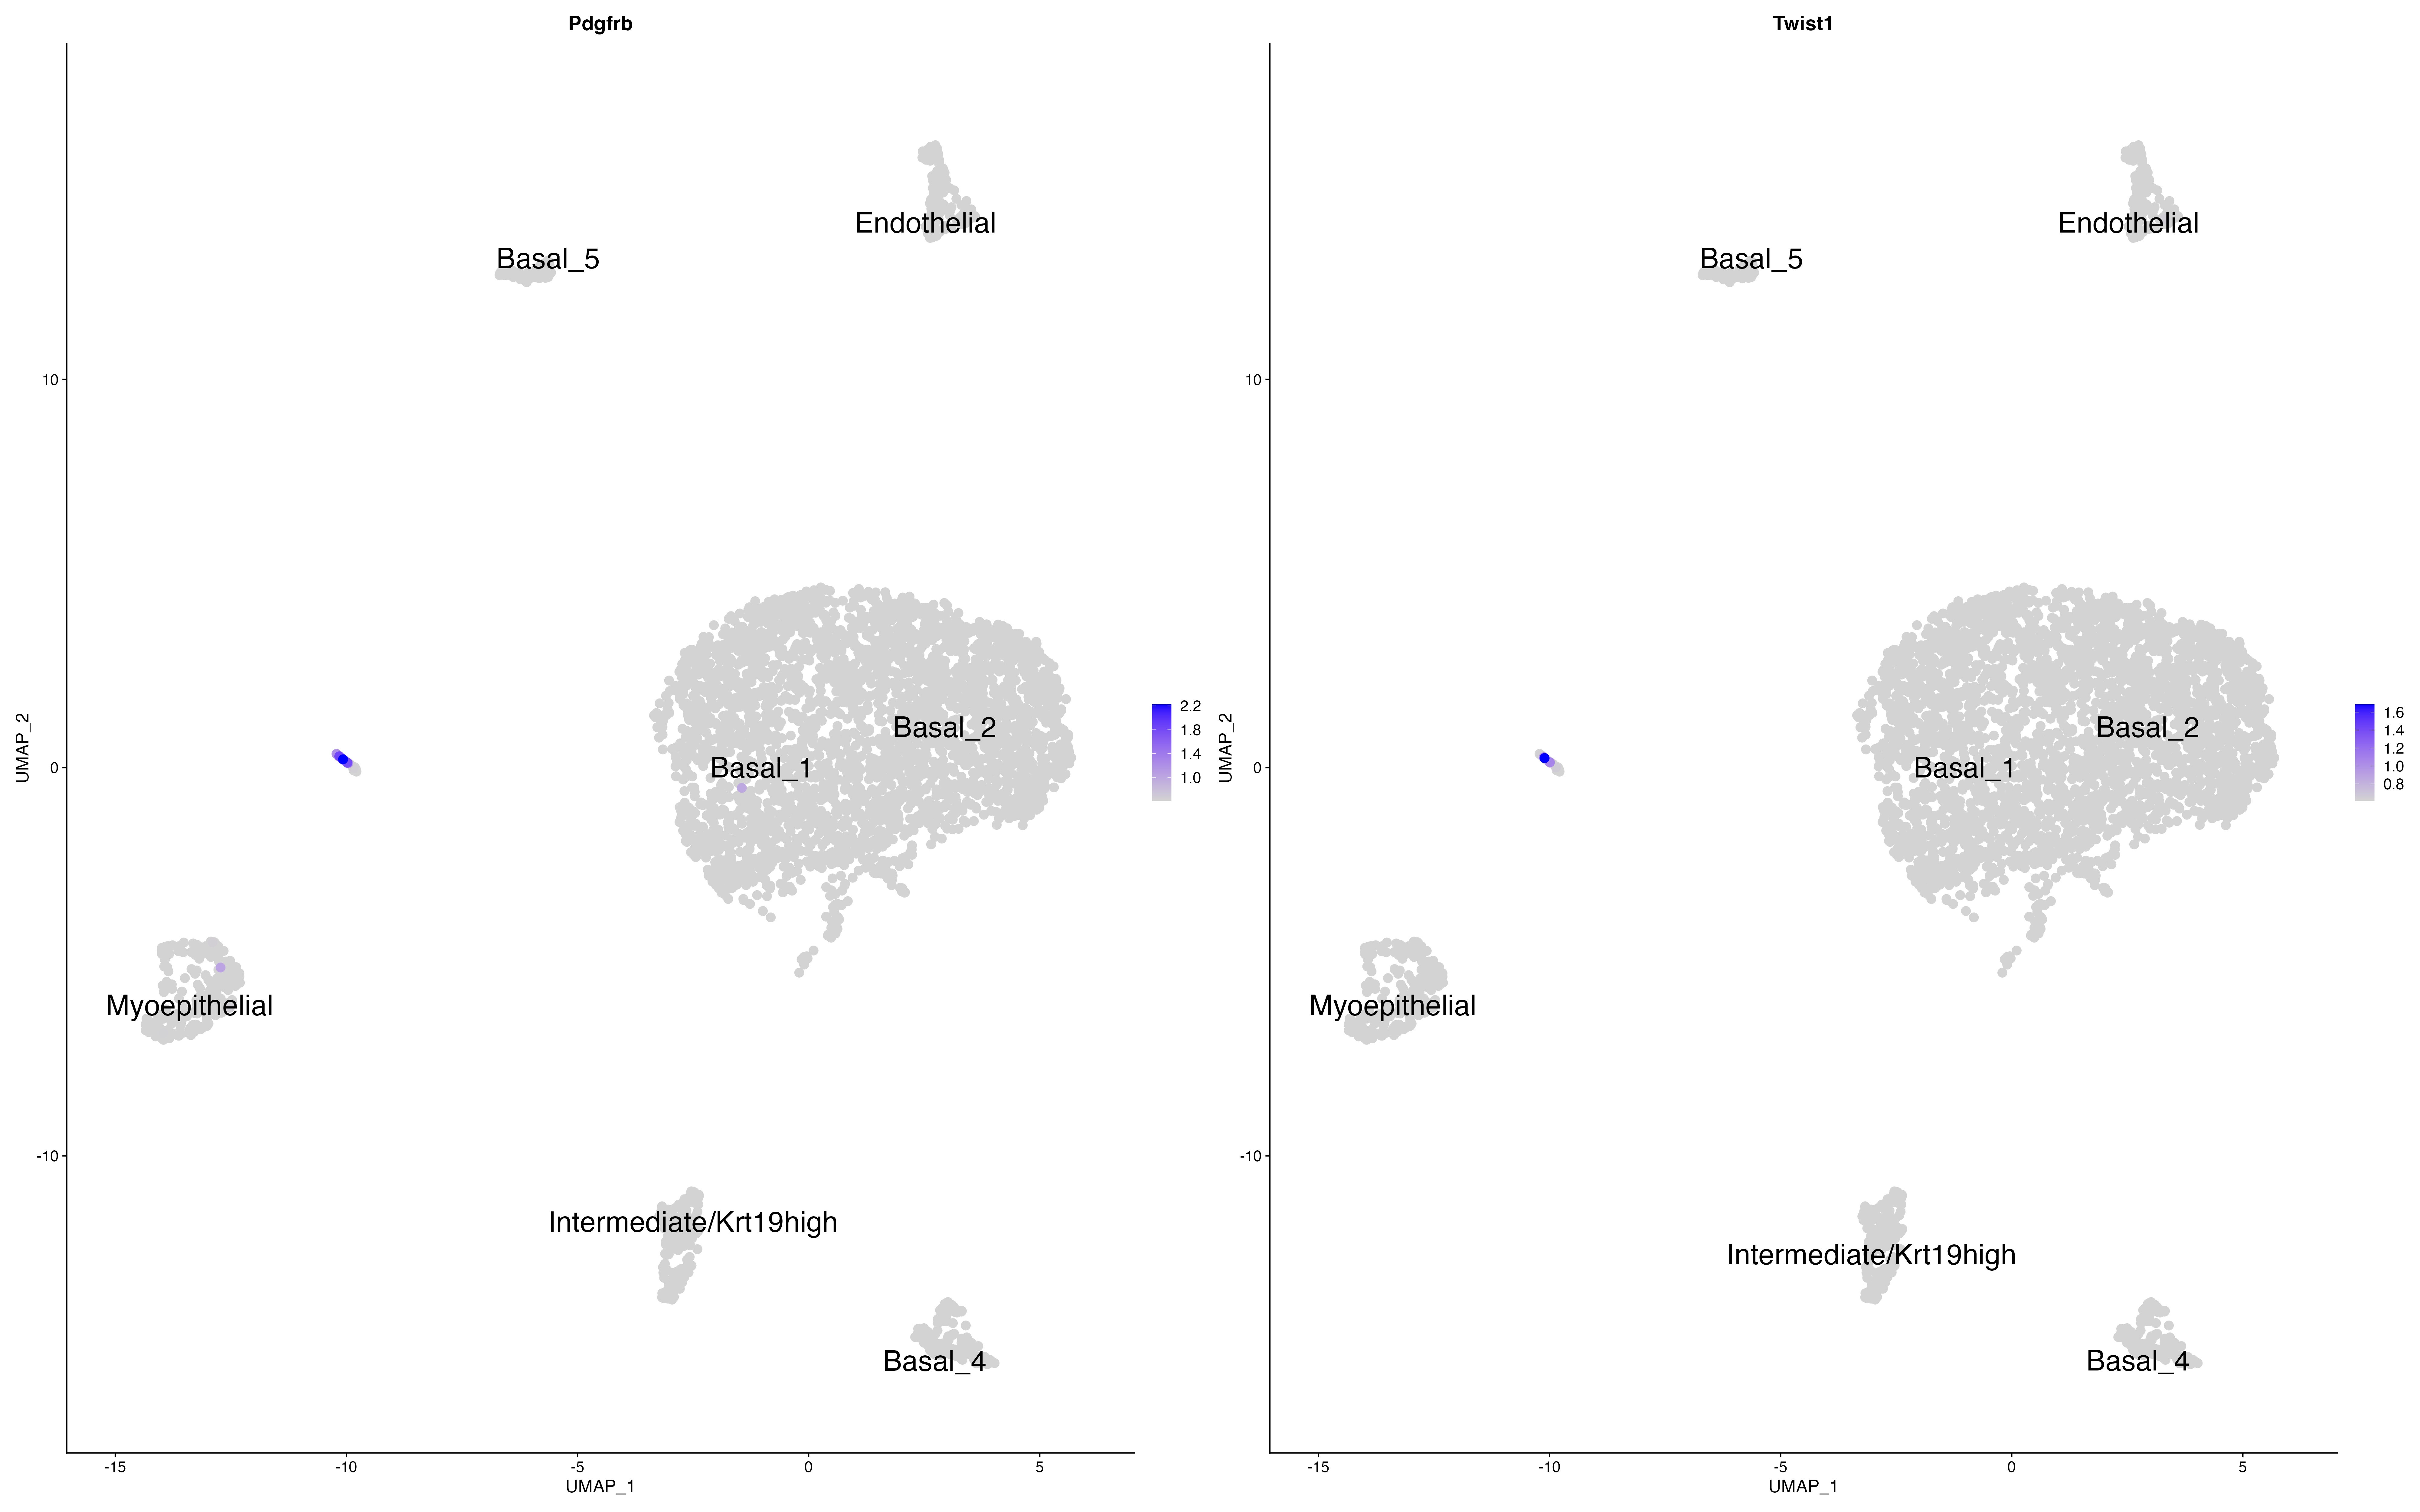 Pdgfrb
Endothelial
Basal_5
10
Basal_2
2.2
1.8
1.4
1.0
UMAP_2
0
Basal_1
Myoepithelial
-10
Intermediate/Krt19high
Basal_4
-15 -10 -5 0 5
UMAP_1
Twist1
Endothelial
Basal_5
10
Basal_2
1.6
1.4
1.2
1.0
0.8
UMAP_2
0
Basal_1
Myoepithelial
-10
Intermediate/Krt19high
Basal_4
-15 -10 -5 0 5
UMAP_1